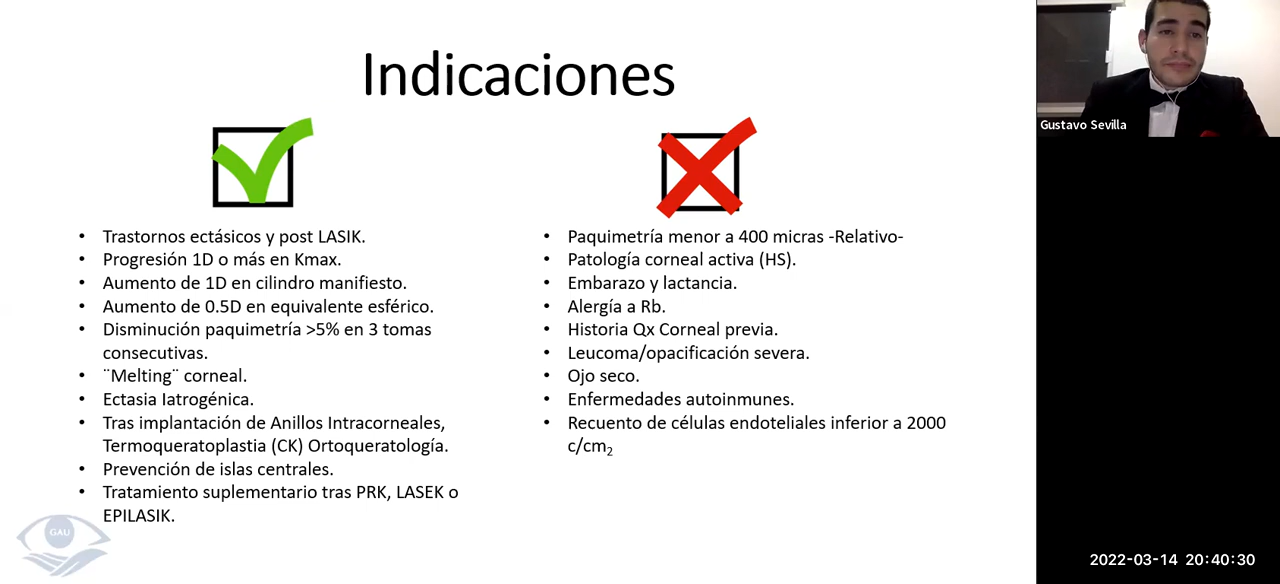 Indicaciones
• Trastornos ectásicos y post LASIK.
• Progresión 1D o más en Kmax.
• Aumento de 1D en cilindro manifiesto.
• Aumento de 0.5D en equivalente esférico.
• Disminución paquimetría >5% en 3 tomas
consecutivas.
• ¨Melting¨ corneal.
• Ectasia Iatrogénica.
• Tras implantación de Anillos Intracorneales,
Termoqueratoplastia (CK) Ortoqueratología.
• Prevención de islas centrales.
• Tratamiento suplementario tras PRK, LASEK o
EPILASIK.
• Paquimetría menor a 400 micras -Relativo-
• Patología corneal activa (HS).
• Embarazo y lactancia.
• Alergía a Rb.
• Historia Qx Corneal previa.
• Leucoma/opacificación severa.
• Ojo seco.
• Enfermedades autoinmunes.
• Recuento de células endoteliales inferior a 2000
c/cm₂
GAU
Gustavo Sevilla
2022-03-14 20:40:30